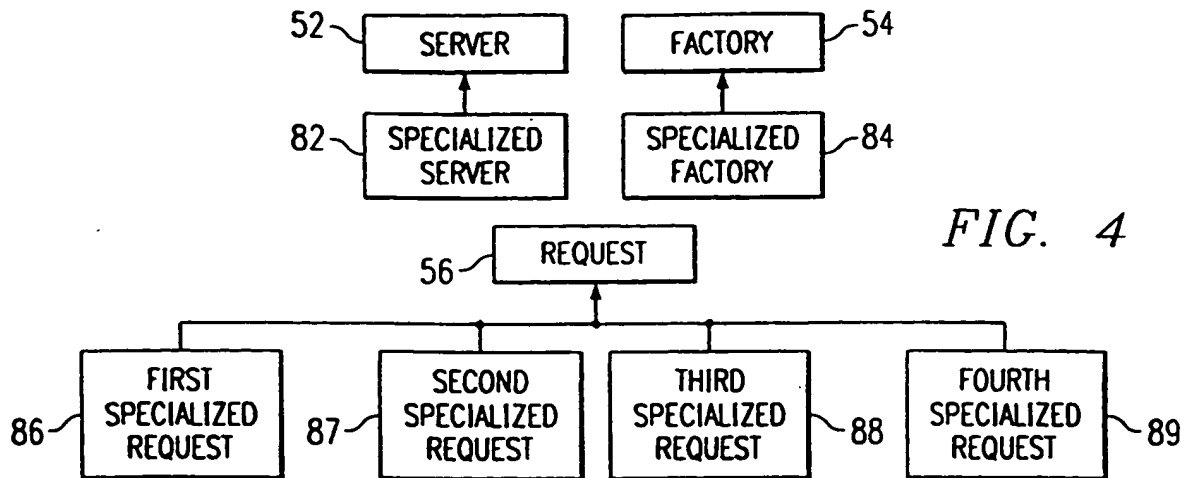 52 SERVER
FACTORY 54
82 SPECIALIZED
SERVER
SPECIALIZED
FACTORY 84
56 REQUEST
FIG. 4
86 FIRST
SPECIALIZED
REQUEST
87 SECOND
SPECIALIZED
REQUEST
THIRD
SPECIALIZED
REQUEST 88
FOURTH
SPECIALIZED
REQUEST 89